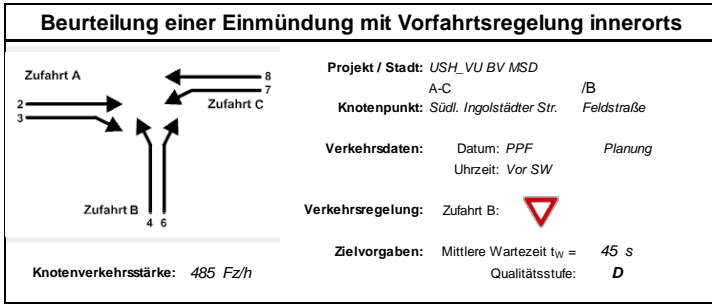 Beurteilung einer Einmündung mit Vorfahrtsregelung innerorts
Zufahrt A
8
7
Zufahrt C
2
3
Zufahrt B
4 6
Knotenverkehrsstärke: 485 Fz/h
Projekt / Stadt: USH_VU BV MSD
A-C /B
Knotenpunkt: Südl. Ingolstädter Str. Feldstraße
Verkehrsdaten: Datum: PPF Planung
Uhrzeit: Vor SW
Verkehrsregelung: Zufahrt B:
Zielvorgaben: Mittlere Wartezeit tW = 45 s
Qualitätsstufe: D